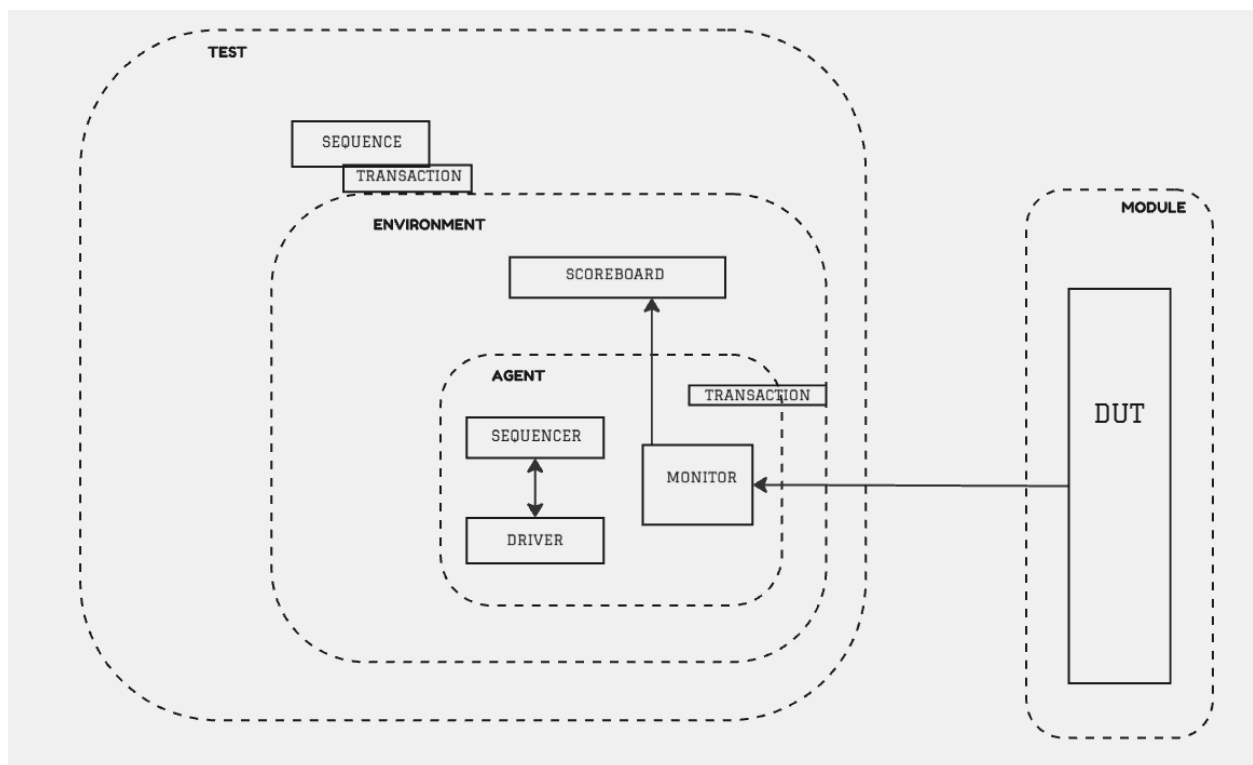 TEST
SEQUENCE
TRANSACTION
ENVIRONMENT
MODULE
SCOREBOARD
AGENT
TRANSACTION
DUT
SEQUENCER
MONITOR
DRIVER